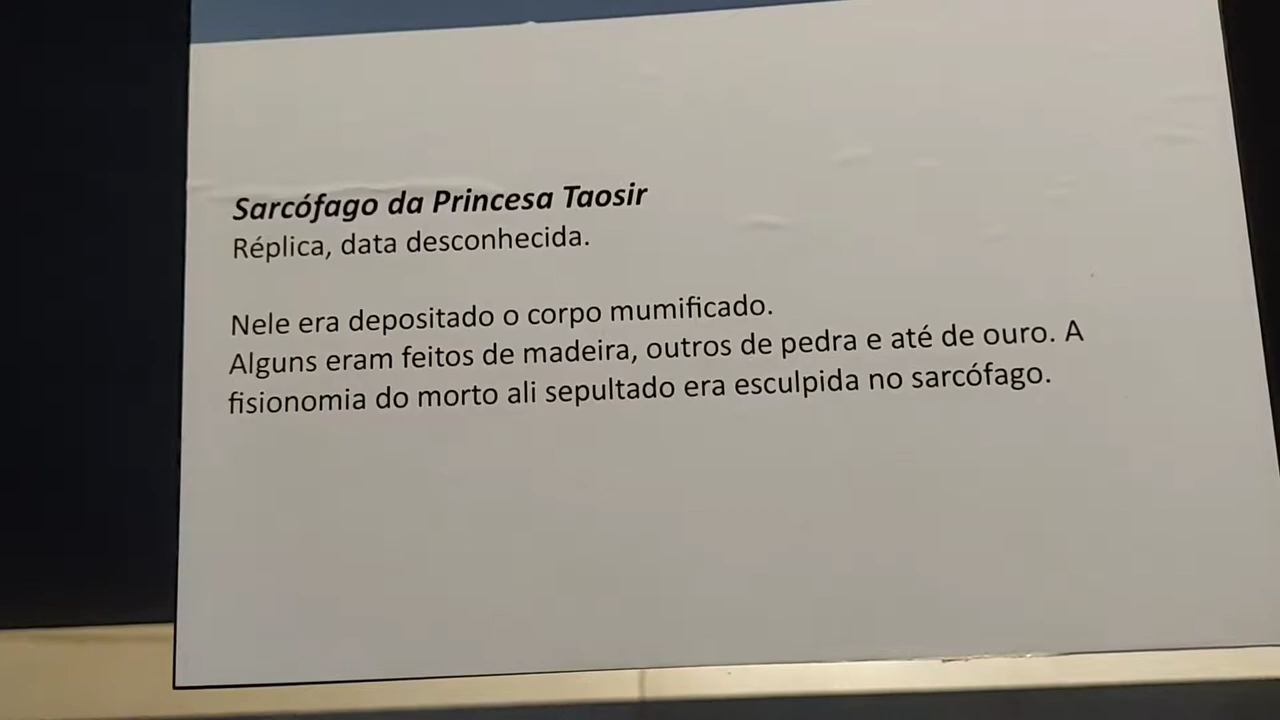 Sarcófago da Princesa Taosir
Réplica, data desconhecida.
Nele era depositado o corpo mumificado.
Alguns eram feitos de madeira, outros de pedra e até de ouro. A
fisionomia do morto ali sepultado era esculpida no sarcófago.